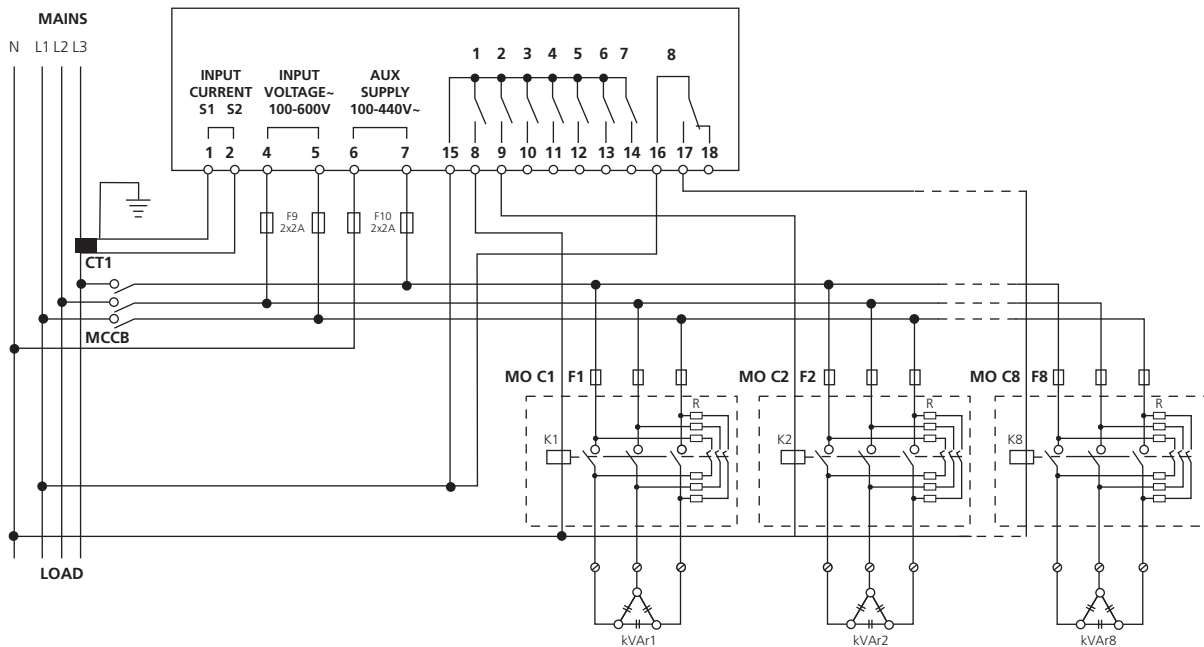 MAINS
N L1 L2 L3
1 2 3 4 5 6 7 8
INPUT CURRENT
S1 S2
INPUT VOLTAGE~
100-600V
AUX SUPPLY
100-440V~
1 2 4 5 6 7 15 8 9 10 11 12 13 14 16 17 18
F9
2x2A
F10
2x2A
CT1
MCCB
MO C1 F1
MO C2 F2
MO C8 F8
R
R
R
K1
K2
K8
LOAD
kVAr1
kVAr2
kVAr8